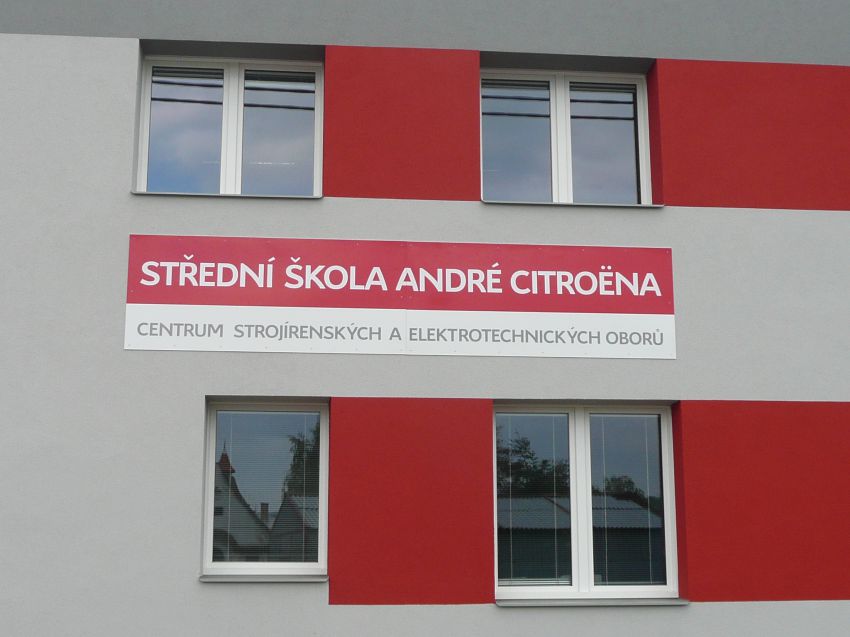 STŘEDNÍ ŠKOLA ANDRÉ CITROËNA
CENTRUM STROJÍRENSKÝCH A ELEKTROTECHNICKÝCH OBORŮ